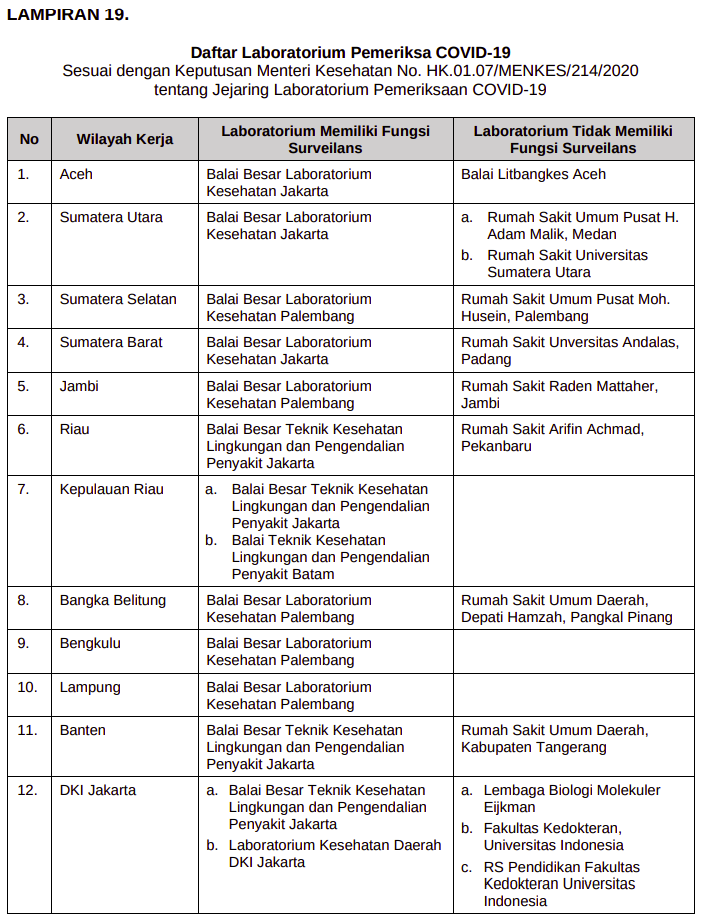 LAMPIRAN 19.
Daftar Laboratorium Pemeriksa COVID-19
Sesuai dengan Keputusan Menteri Kesehatan No. HK.01.07/MENKES/214/2020
tentang Jejaring Laboratorium Pemeriksaan COVID-19
No
Wilayah Kerja
Laboratorium Memiliki Fungsi
Surveilans
Laboratorium Tidak Memiliki
Fungsi Surveilans
1.
Aceh
Balai Besar Laboratorium
Kesehatan Jakarta
Balai Litbangkes Aceh
2.
Sumatera Utara
Balai Besar Laboratorium
Kesehatan Jakarta
a. Rumah Sakit Umum Pusat H.
Adam Malik, Medan
b. Rumah Sakit Universitas
Sumatera Utara
3.
Sumatera Selatan
Balai Besar Laboratorium
Kesehatan Palembang
Rumah Sakit Umum Pusat Moh.
Husein, Palembang
4.
Sumatera Barat
Balai Besar Laboratorium
Kesehatan Jakarta
Rumah Sakit Unversitas Andalas,
Padang
5.
Jambi
Balai Besar Laboratorium
Kesehatan Palembang
Rumah Sakit Raden Mattaher,
Jambi
6.
Riau
Balai Besar Teknik Kesehatan
Lingkungan dan Pengendalian
Penyakit Jakarta
Rumah Sakit Arifin Achmad,
Pekanbaru
7.
Kepulauan Riau
a. Balai Besar Teknik Kesehatan
Lingkungan dan Pengendalian
Penyakit Jakarta
b. Balai Teknik Kesehatan
Lingkungan dan Pengendalian
Penyakit Batam
8.
Bangka Belitung
Balai Besar Laboratorium
Kesehatan Palembang
Rumah Sakit Umum Daerah,
Depati Hamzah, Pangkal Pinang
9.
Bengkulu
Balai Besar Laboratorium
Kesehatan Palembang
10.
Lampung
Balai Besar Laboratorium
Kesehatan Palembang
11.
Banten
Balai Besar Teknik Kesehatan
Lingkungan dan Pengendalian
Penyakit Jakarta
Rumah Sakit Umum Daerah,
Kabupaten Tangerang
12.
DKI Jakarta
a. Balai Besar Teknik Kesehatan
Lingkungan dan Pengendalian
Penyakit Jakarta
b. Laboratorium Kesehatan Daerah
DKI Jakarta
a. Lembaga Biologi Molekuler
Eijkman
b. Fakultas Kedokteran,
Universitas Indonesia
c. RS Pendidikan Fakultas
Kedokteran Universitas
Indonesia